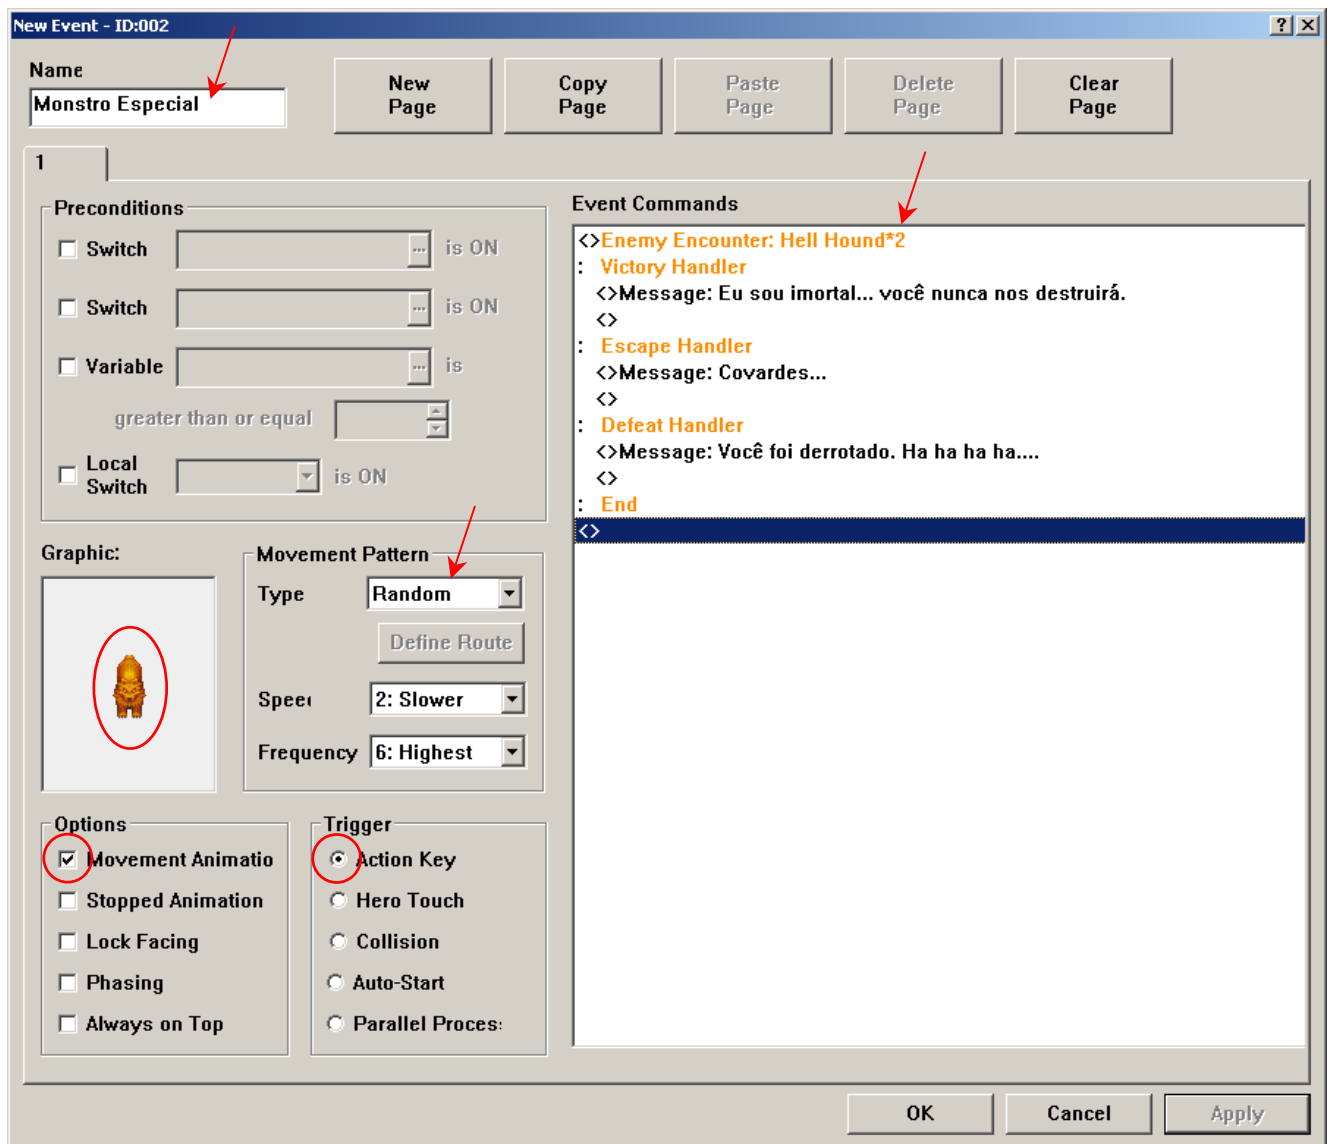 New Event - ID:002
Name
Monstro Especial
New Page
Copy Page
Paste Page
Delete Page
Clear Page
1
Preconditions
Switch ... is ON
Switch ... is ON
Variable ... is
greater than or equal
Local Switch is ON
Event Commands
<>Enemy Encounter: Hell Hound*2
: Victory Handler
<>Message: Eu sou imortal... você nunca nos destruirá.
<>
: Escape Handler
<>Message: Covardes...
<>
: Defeat Handler
<>Message: Você foi derrotado. Ha ha ha ha....
<>
: End
<>
Graphic:
Movement Pattern
Type Random
Define Route
Speed 2: Slower
Frequency 6: Highest
Options
Movement Animatio
Stopped Animation
Lock Facing
Phasing
Always on Top
Trigger
Action Key
Hero Touch
Collision
Auto-Start
Parallel Proces
OK
Cancel
Apply